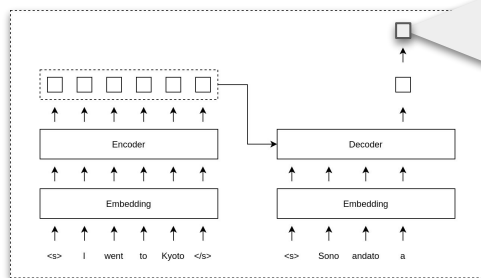 Encoder
Decoder
Embedding
Embedding
<s> I went to Kyoto </s>
<s> Sono andato a